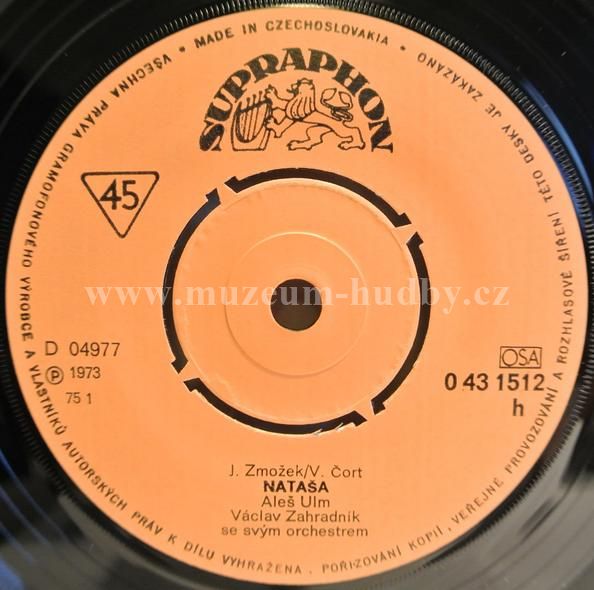 VŠECHNA PRÁVA GRAMOFONOVÉHO VÝROBCE A VLASTNÍKŮ AUTORSKÝCH PRÁV K DÍLU VYHRAŽENA. POŘIZOVÁNÍ KOPIÍ, VEŘEJNÉ PROVOZOVÁNÍ A ROZHLASOVÉ ŠÍŘENÍ TÉTO DESKY JE ZAKÁZÁNO • MADE IN CZECHOSLOVAKIA •
SUPRAPHON
45
www.muzeum-hudby.cz
D 04977
℗ 1973
75 1
OSA
0 43 1512
h
J. Zmožek/V. Čort
NATAŠA
Aleš Ulm
Václav Zahradník
se svým orchestrem